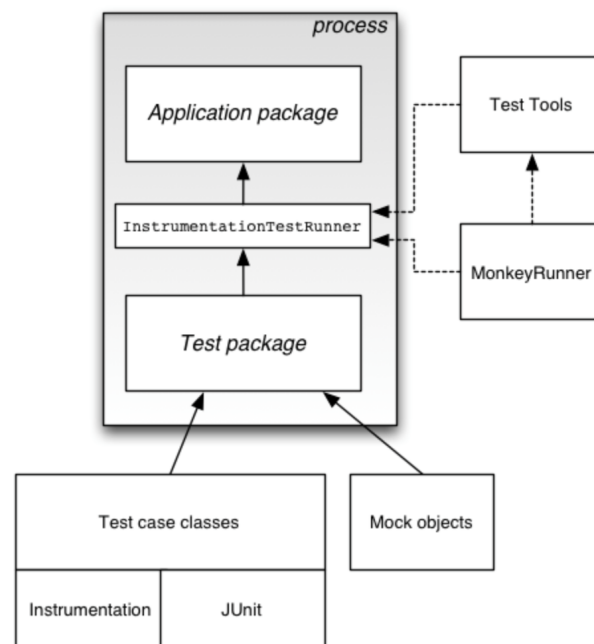 process
Application package
Test Tools
InstrumentationTestRunner
MonkeyRunner
Test package
Test case classes
Mock objects
Instrumentation
JUnit